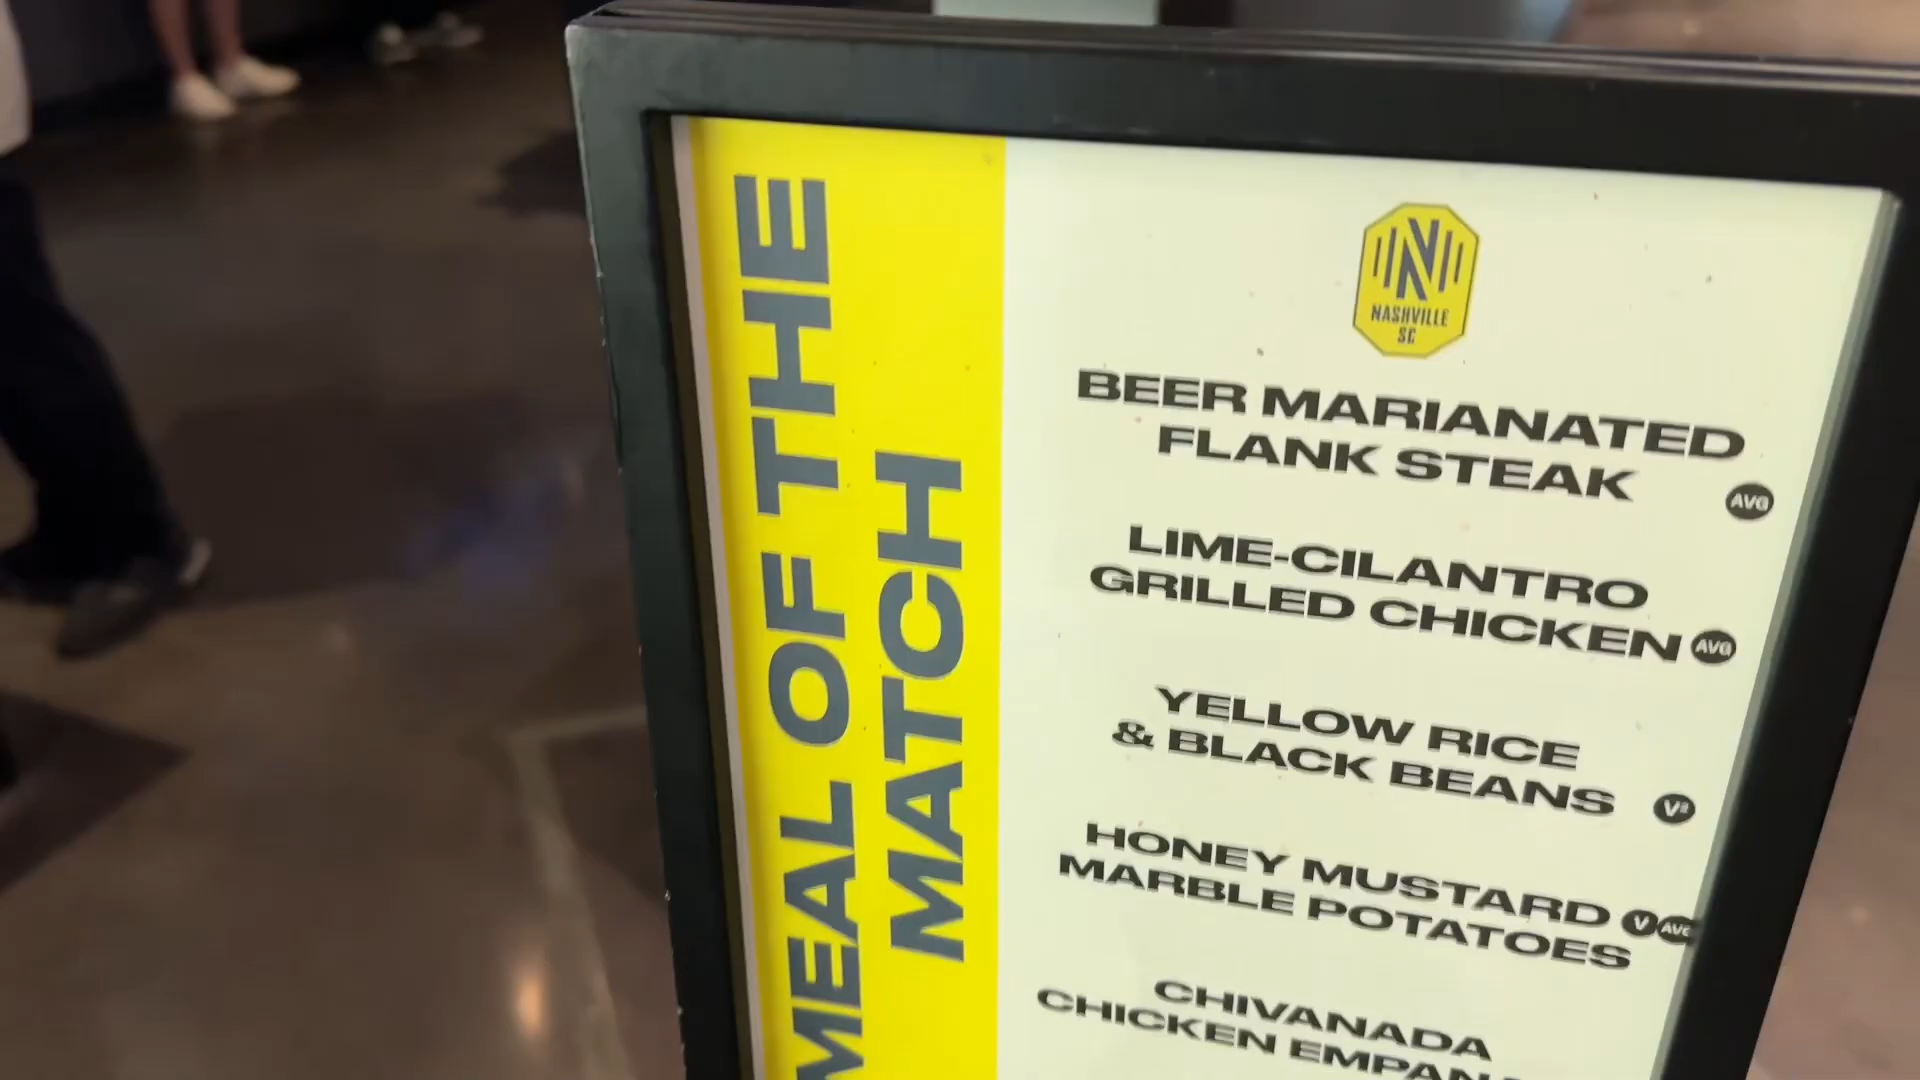 MEAL OF THE
MATCH
NASHVILLE
SC
BEER MARIANATED
FLANK STEAK
AVG
LIME-CILANTRO
GRILLED CHICKEN AVG
YELLOW RICE
& BLACK BEANS
HONEY MUSTARD V AVG
MARBLE POTATOES
CHIVANADA
CHICKEN